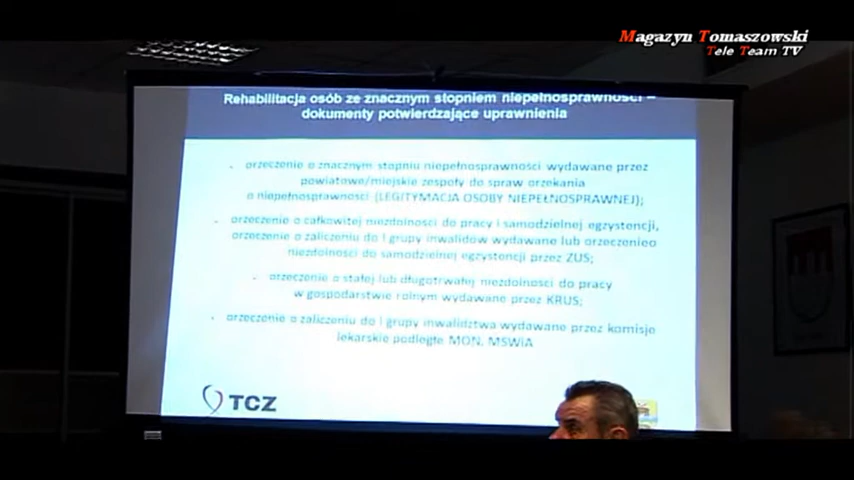 Magazyn Tomaszowski
Tele Team TV
Rehabilitacja osób ze znacznym stopniem niepełnosprawności –
dokumenty potwierdzające uprawnienia
orzeczenie o znacznym stopniu niepełnosprawności wydawane przez
powiatowe/miejskie zespoły do spraw orzekania
o niepełnosprawności (LEGITYMACJA OSOBY NIEPEŁNOSPRAWNEJ);
orzeczenie o całkowitej niezdolności do pracy i samodzielnej egzystencji,
orzeczenie o zaliczeniu do I grupy inwalidów wydawane lub orzeczenieo
niezdolności do samodzielnej egzystencji przez ZUS;
orzeczenie o stałej lub długotrwałej niezdolności do pracy
w gospodarstwie rolnym wydawane przez KRUS;
orzeczenie o zaliczeniu do I grupy inwalidztwa wydawane przez komisje
lekarskie podległe MON, MSWiA
TCZ